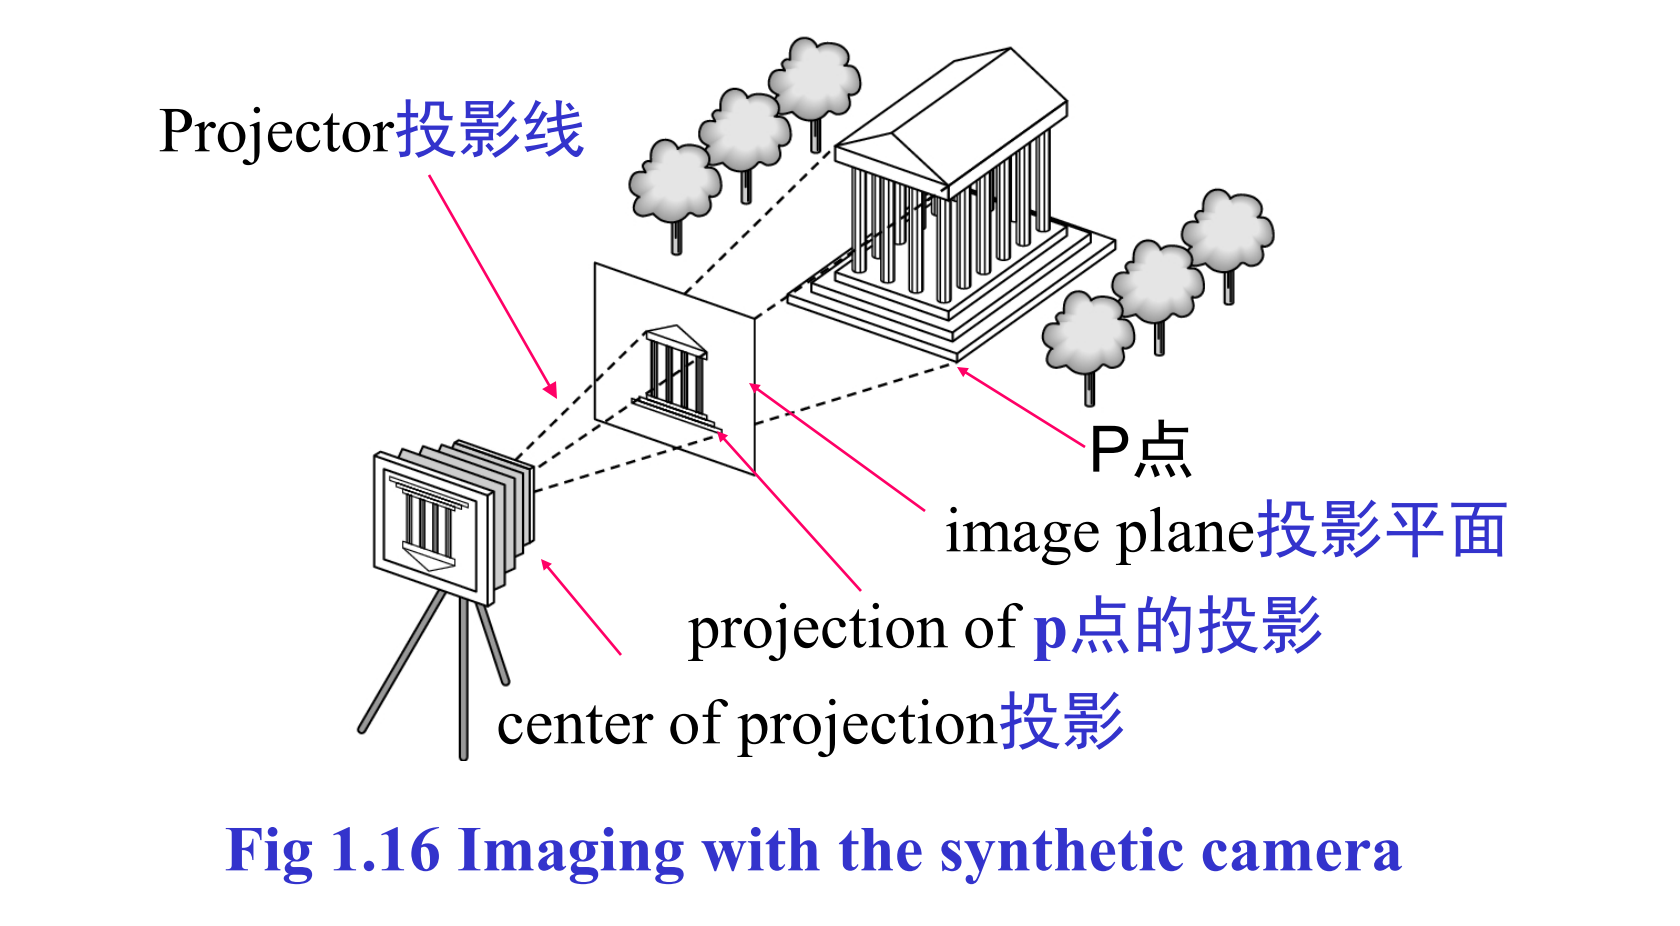 Projector投影线
P点
image plane投影平面
projection of p点的投影
center of projection投影
Fig 1.16 Imaging with the synthetic camera